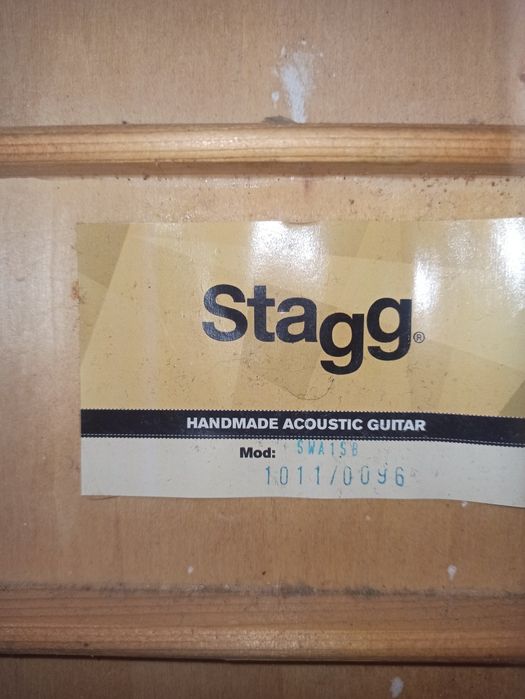 Stagg®
HANDMADE ACOUSTIC GUITAR
Mod: SWA1SB
1011/0096